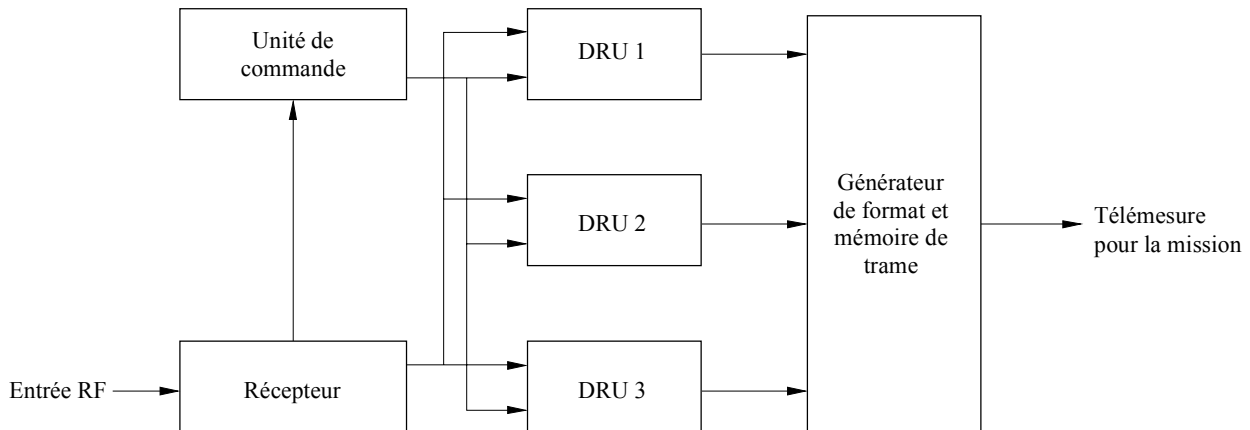 Unité de
commande
DRU 1
DRU 2
Générateur
de format et
mémoire de
trame
Télémesure
pour la mission
Entrée RF
Récepteur
DRU 3